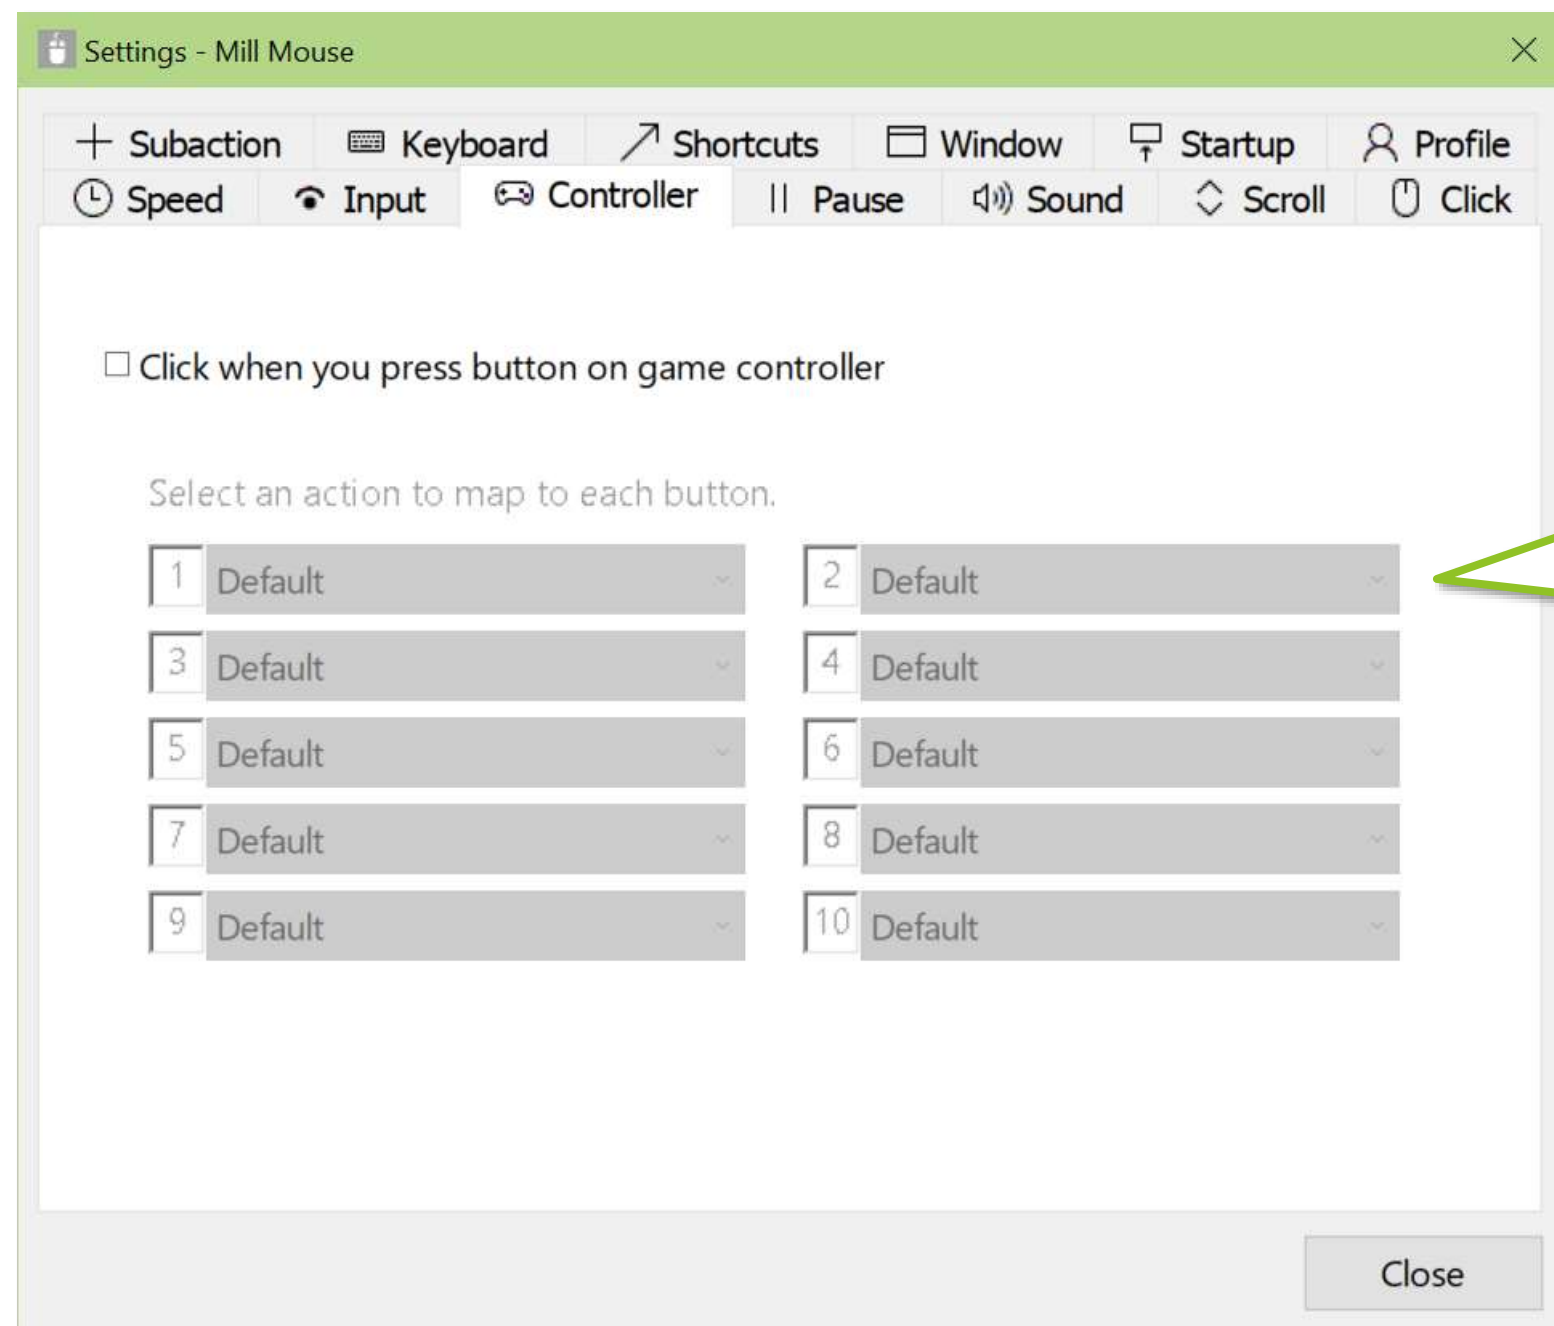 Settings - Mill Mouse
Subaction Keyboard Shortcuts Window Startup Profile
Speed Input Controller Pause Sound Scroll Click
Click when you press button on game controller
Select an action to map to each button.
1 Default 2 Default
3 Default 4 Default
5 Default 6 Default
7 Default 8 Default
9 Default 10 Default
Close